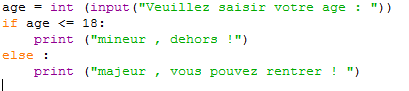 age = int (input("Veuillez saisir votre age : "))
if age <= 18:
    print ("mineur , dehors !")
else :
    print ("majeur , vous pouvez rentrer ! ")